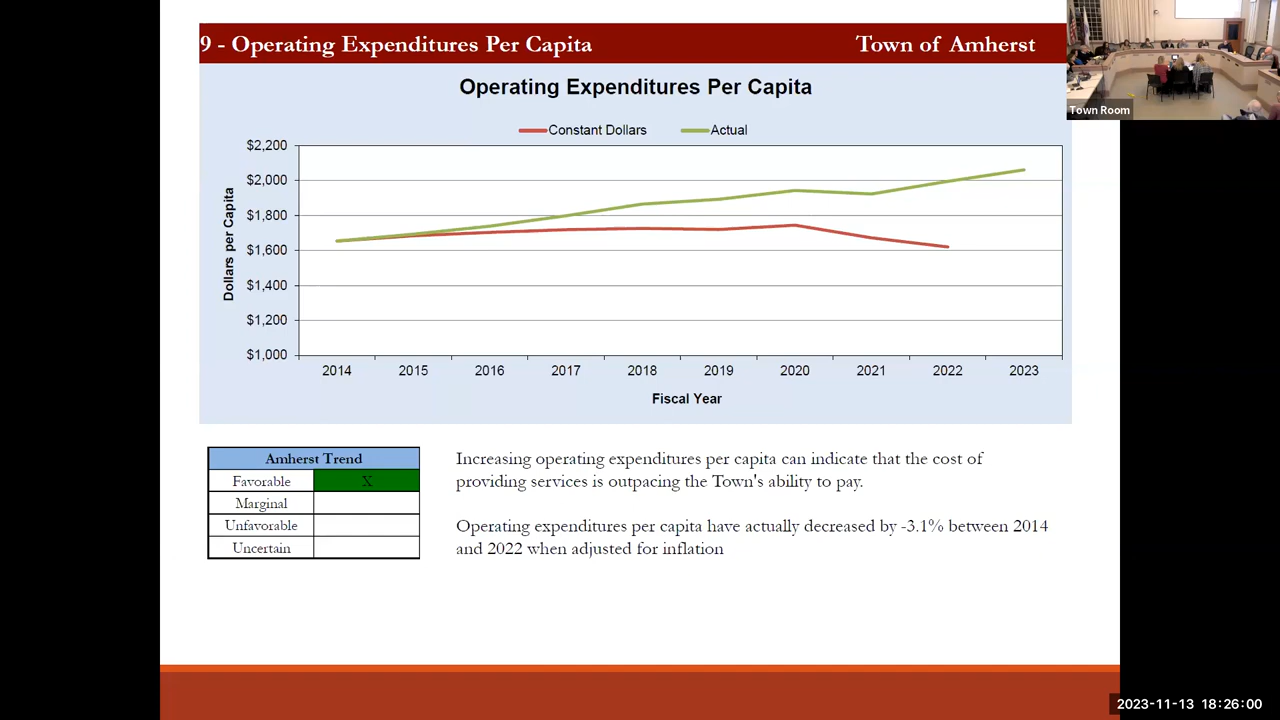 9 - Operating Expenditures Per Capita
Town of Amherst
Town Room
Operating Expenditures Per Capita
Constant Dollars
Actual
$2,200
$2,000
$1,800
$1,600
$1,400
$1,200
$1,000
Dollars per Capita
2014 2015 2016 2017 2018 2019 2020 2021 2022 2023
Fiscal Year
Amherst Trend
Favorable X
Marginal
Unfavorable
Uncertain
Increasing operating expenditures per capita can indicate that the cost of
providing services is outpacing the Town's ability to pay.
Operating expenditures per capita have actually decreased by -3.1% between 2014
and 2022 when adjusted for inflation
2023-11-13 18:26:00